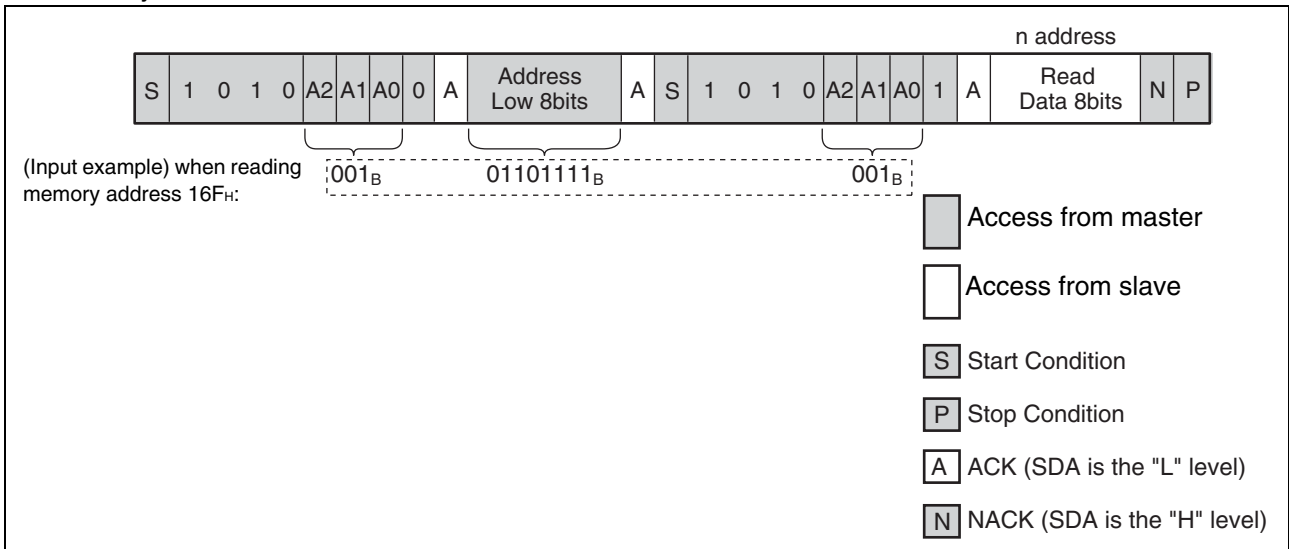 n address
S 1 0 1 0 A2 A1 A0 0 A Address Low 8bits A S 1 0 1 0 A2 A1 A0 1 A Read Data 8bits N P
(Input example) when reading
memory address 16FH:
001B 01101111B 001B
Access from master
Access from slave
S Start Condition
P Stop Condition
A ACK (SDA is the "L" level)
N NACK (SDA is the "H" level)